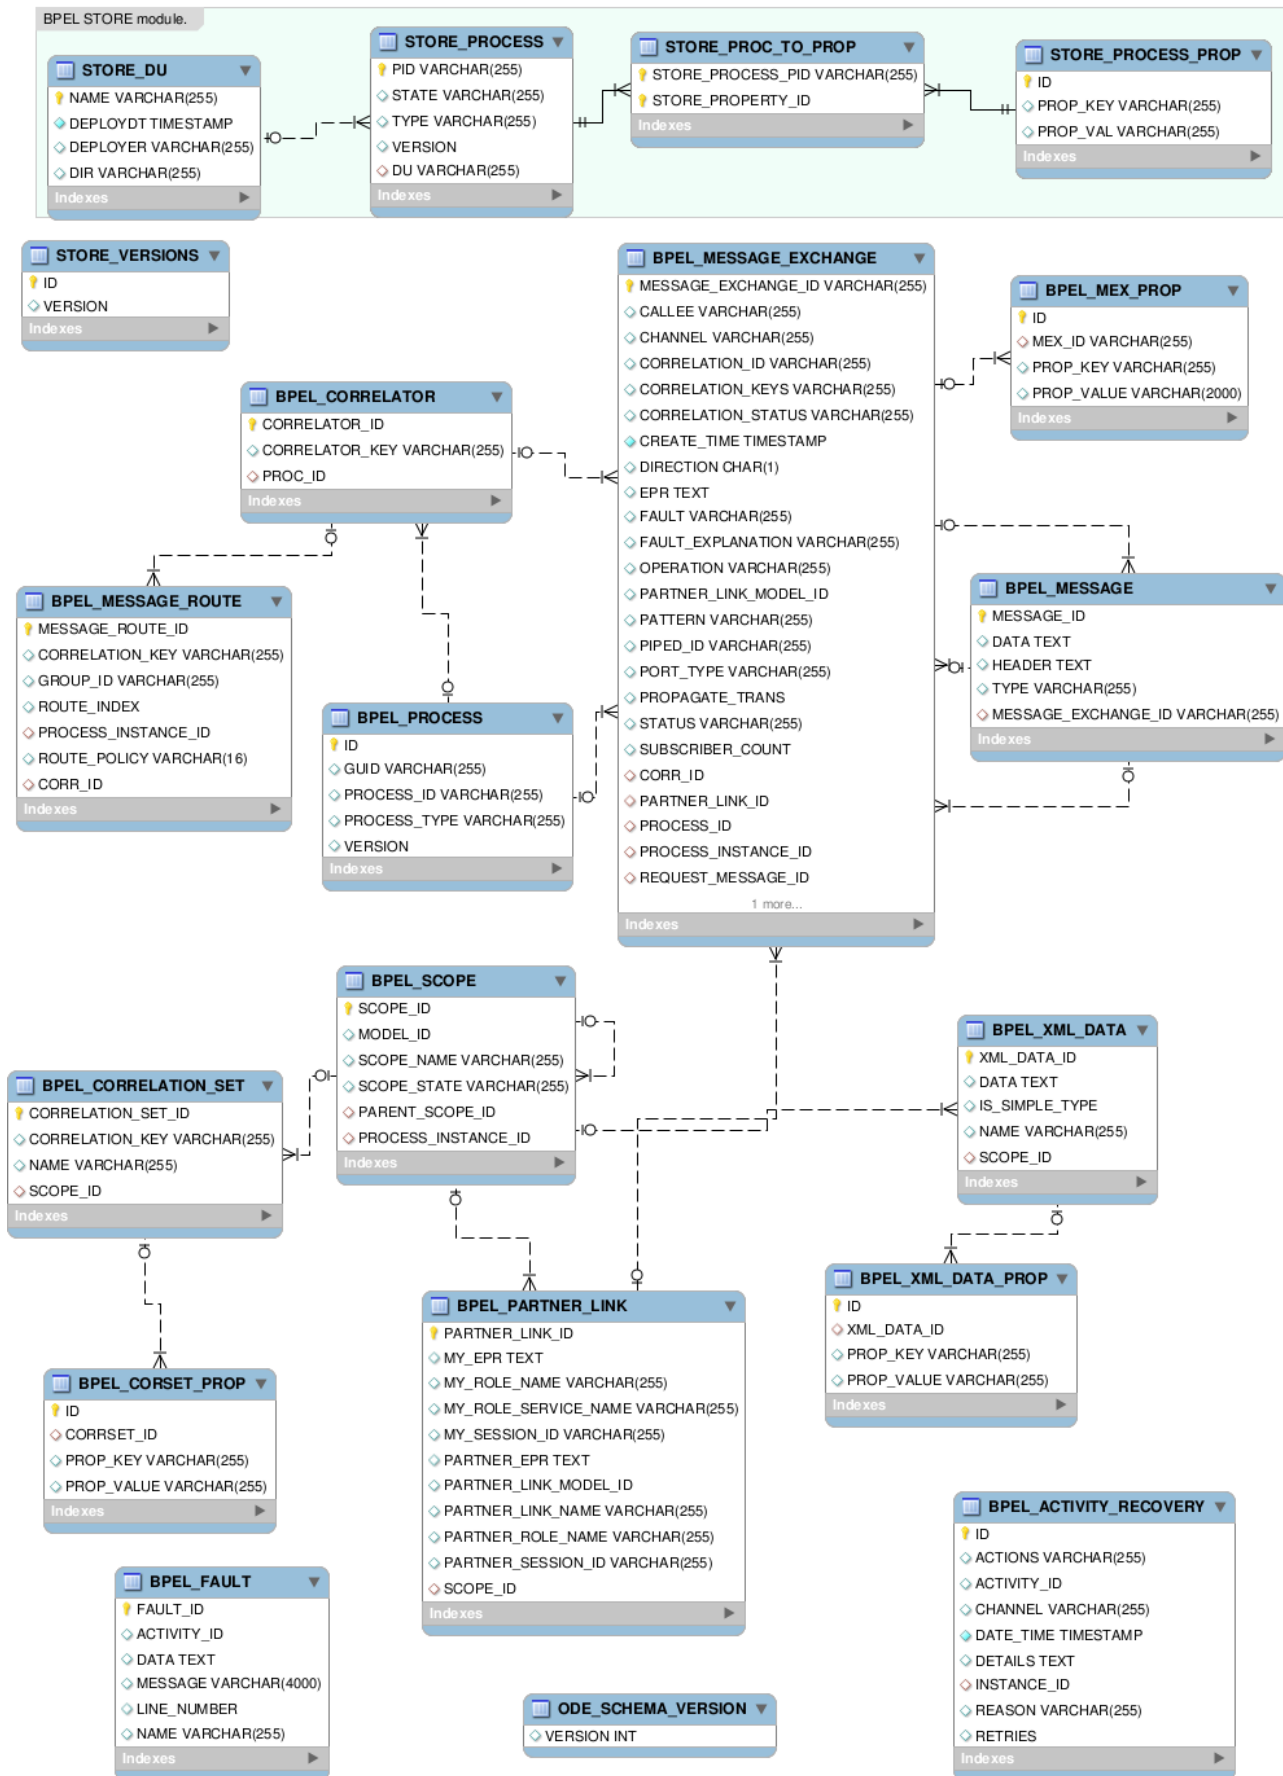 BPEL STORE module.
STORE_DU
NAME VARCHAR(255)
DEPLOYDT TIMESTAMP
DEPLOYER VARCHAR(255)
DIR VARCHAR(255)
Indexes
STORE_PROCESS
PID VARCHAR(255)
STATE VARCHAR(255)
TYPE VARCHAR(255)
VERSION
DU VARCHAR(255)
Indexes
STORE_PROC_TO_PROP
STORE_PROCESS_PID VARCHAR(255)
STORE_PROPERTY_ID
Indexes
STORE_PROCESS_PROP
ID
PROP_KEY VARCHAR(255)
PROP_VAL VARCHAR(255)
Indexes
STORE_VERSIONS
ID
VERSION
Indexes
BPEL_MESSAGE_EXCHANGE
MESSAGE_EXCHANGE_ID VARCHAR(255)
CALLEE VARCHAR(255)
CHANNEL VARCHAR(255)
CORRELATION_ID VARCHAR(255)
CORRELATION_KEYS VARCHAR(255)
CORRELATION_STATUS VARCHAR(255)
CREATE_TIME TIMESTAMP
DIRECTION CHAR(1)
EPR TEXT
FAULT VARCHAR(255)
FAULT_EXPLANATION VARCHAR(255)
OPERATION VARCHAR(255)
PARTNER_LINK_MODEL_ID
PATTERN VARCHAR(255)
PIPED_ID VARCHAR(255)
PORT_TYPE VARCHAR(255)
PROPAGATE_TRANS
STATUS VARCHAR(255)
SUBSCRIBER_COUNT
CORR_ID
PARTNER_LINK_ID
PROCESS_ID
PROCESS_INSTANCE_ID
REQUEST_MESSAGE_ID
1 more...
Indexes
BPEL_MEX_PROP
ID
MEX_ID VARCHAR(255)
PROP_KEY VARCHAR(255)
PROP_VALUE VARCHAR(2000)
Indexes
BPEL_CORRELATOR
CORRELATOR_ID
CORRELATOR_KEY VARCHAR(255)
PROC_ID
Indexes
BPEL_MESSAGE_ROUTE
MESSAGE_ROUTE_ID
CORRELATION_KEY VARCHAR(255)
GROUP_ID VARCHAR(255)
ROUTE_INDEX
PROCESS_INSTANCE_ID
ROUTE_POLICY VARCHAR(16)
CORR_ID
Indexes
BPEL_MESSAGE
MESSAGE_ID
DATA TEXT
HEADER TEXT
TYPE VARCHAR(255)
MESSAGE_EXCHANGE_ID VARCHAR(255)
Indexes
BPEL_PROCESS
ID
GUID VARCHAR(255)
PROCESS_ID VARCHAR(255)
PROCESS_TYPE VARCHAR(255)
VERSION
Indexes
BPEL_SCOPE
SCOPE_ID
MODEL_ID
SCOPE_NAME VARCHAR(255)
SCOPE_STATE VARCHAR(255)
PARENT_SCOPE_ID
PROCESS_INSTANCE_ID
Indexes
BPEL_XML_DATA
XML_DATA_ID
DATA TEXT
IS_SIMPLE_TYPE
NAME VARCHAR(255)
SCOPE_ID
Indexes
BPEL_CORRELATION_SET
CORRELATION_SET_ID
CORRELATION_KEY VARCHAR(255)
NAME VARCHAR(255)
SCOPE_ID
Indexes
BPEL_XML_DATA_PROP
ID
XML_DATA_ID
PROP_KEY VARCHAR(255)
PROP_VALUE VARCHAR(255)
Indexes
BPEL_PARTNER_LINK
PARTNER_LINK_ID
MY_EPR TEXT
MY_ROLE_NAME VARCHAR(255)
MY_ROLE_SERVICE_NAME VARCHAR(255)
MY_SESSION_ID VARCHAR(255)
PARTNER_EPR TEXT
PARTNER_LINK_MODEL_ID
PARTNER_LINK_NAME VARCHAR(255)
PARTNER_ROLE_NAME VARCHAR(255)
PARTNER_SESSION_ID VARCHAR(255)
SCOPE_ID
Indexes
BPEL_CORSET_PROP
ID
CORRSET_ID
PROP_KEY VARCHAR(255)
PROP_VALUE VARCHAR(255)
Indexes
BPEL_ACTIVITY_RECOVERY
ID
ACTIONS VARCHAR(255)
ACTIVITY_ID
CHANNEL VARCHAR(255)
DATE_TIME TIMESTAMP
DETAILS TEXT
INSTANCE_ID
REASON VARCHAR(255)
RETRIES
Indexes
BPEL_FAULT
FAULT_ID
ACTIVITY_ID
DATA TEXT
MESSAGE VARCHAR(4000)
LINE_NUMBER
NAME VARCHAR(255)
Indexes
ODE_SCHEMA_VERSION
VERSION INT